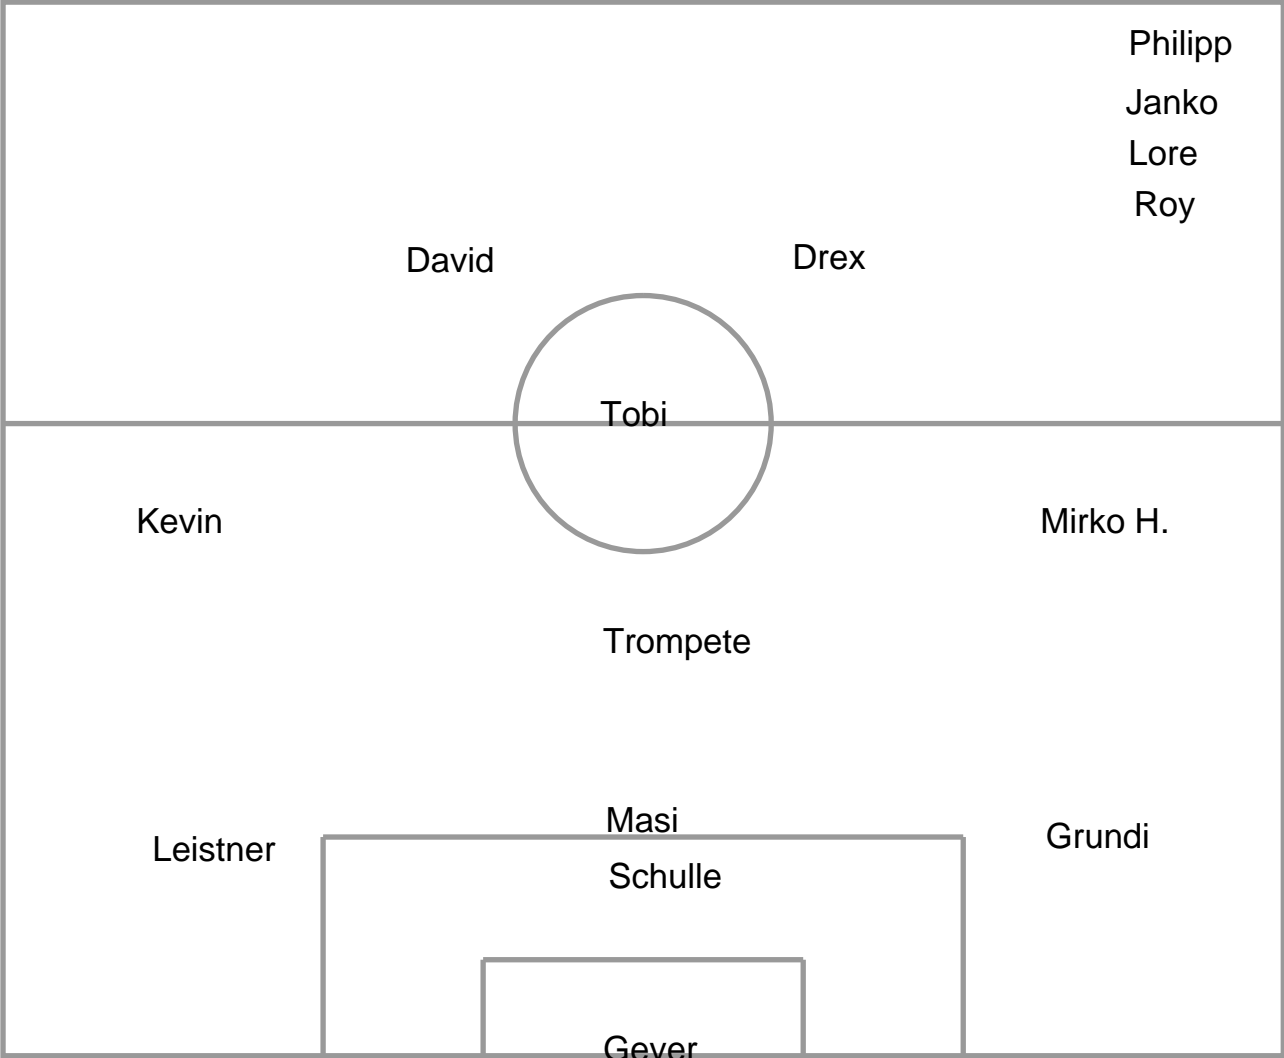 Philipp
Janko
Lore
Roy
David
Drex
Tobi
Kevin
Mirko H.
Trompete
Masi
Leistner
Grundi
Schulle
Geyer